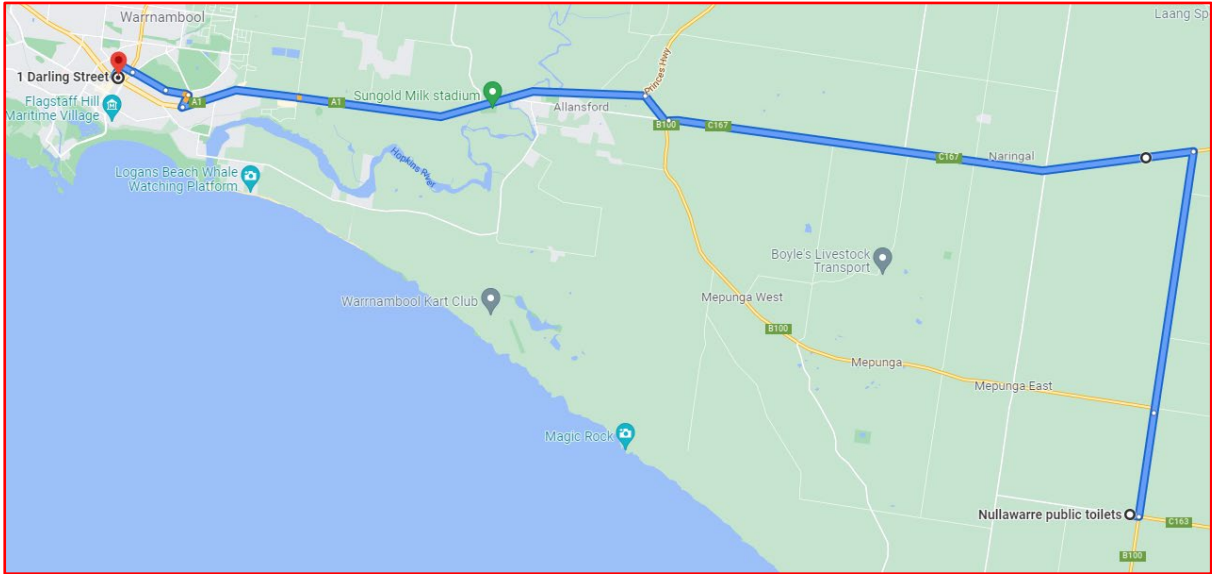 Warrnambool
Laang Sp
1 Darling Street
Flagstaff Hill
Maritime Village
A1
A1
Sungold Milk stadium
Princes Hwy
Allansford
B100
C167
C167
Naringal
Hopkins River
Logans Beach Whale
Watching Platform
Boyle's Livestock
Transport
Warrnambool Kart Club
Mepunga West
B100
Mepunga
Mepunga East
Magic Rock
Nullawarre public toilets
C163
B100